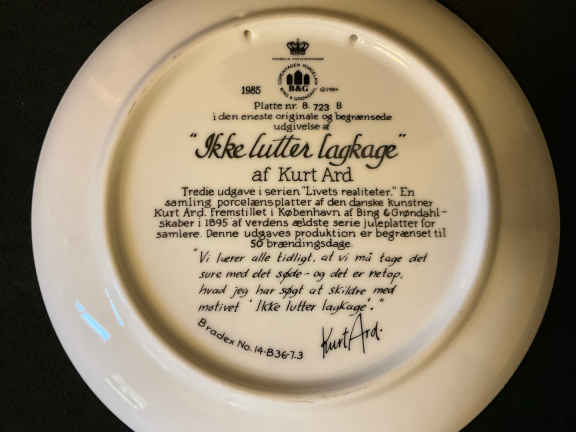 1985
COPENHAGEN PORCELAIN
B&G
BING & GRØNDAHL
Platte nr. B 723 B
i den eneste originale og begrænsede
udgivelse af
"Ikke lutter lagkage"
af Kurt Ard
Tredie udgave i serien "Livets realiteter." En
samling porcelænsplatter af den danske kunstner
Kurt Ard. Fremstillet i København af Bing & Grøndahl-
skaber i 1895 af verdens ældste serie juleplatter for
samlere. Denne udgaves produktion er begrænset til
50 brændingsdage.
"Vi lærer alle tidligt, at vi må tage det
sure med det søde - og det er netop,
hvad jeg har søgt at skildre med
motivet 'Ikke lutter lagkage'."
Bradex No. 14-B36-7.3
Kurt Ard.